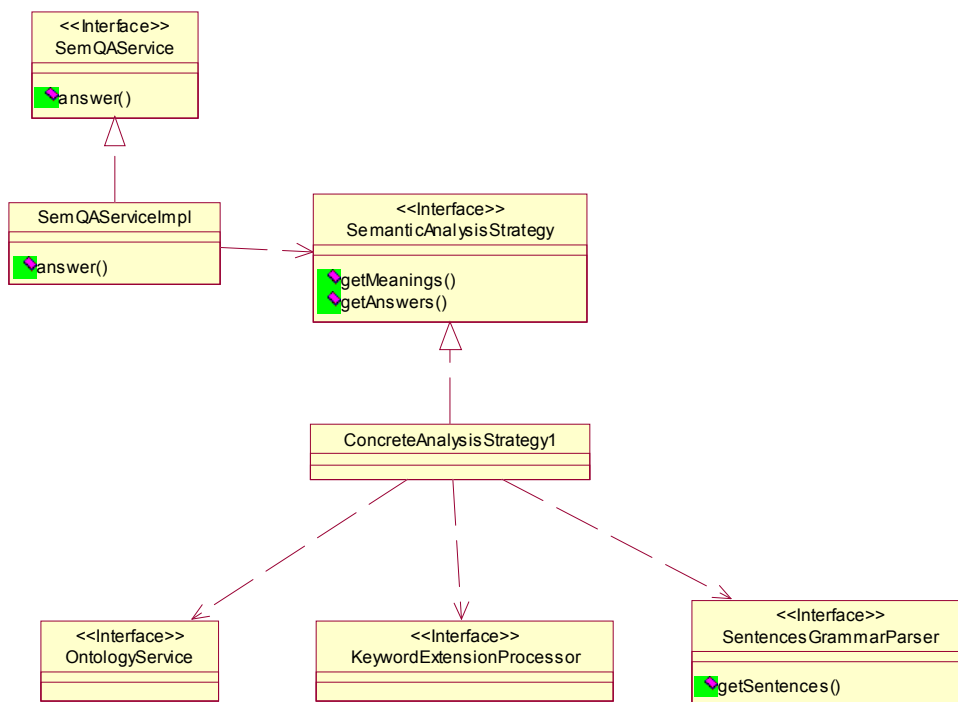 <<Interface>>
SemQAService
answer()
SemQAServiceImpl
answer()
<<Interface>>
SemanticAnalysisStrategy
getMeanings()
getAnswers()
ConcreteAnalysisStrategy1
<<Interface>>
OntologyService
<<Interface>>
KeywordExtensionProcessor
<<Interface>>
SentencesGrammarParser
getSentences()